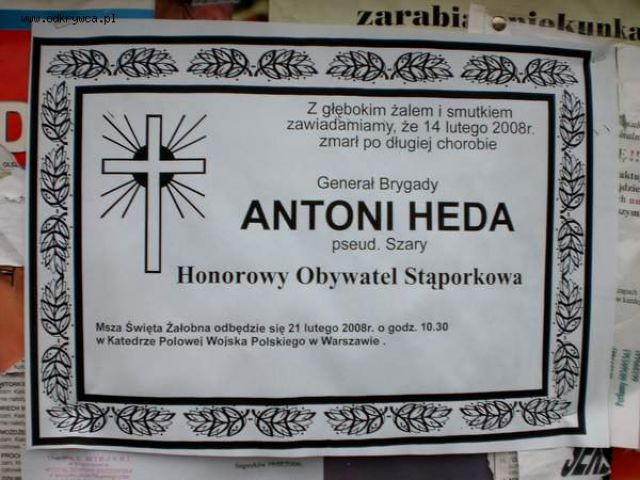 www.odkrywca.pl
zarabia
opiekunka
Z głębokim żalem i smutkiem
zawiadamiamy, że 14 lutego 2008r.
zmarł po długiej chorobie
Generał Brygady
ANTONI HEDA
pseud. Szary
Honorowy Obywatel Stąporkowa
Msza Święta Żałobna odbędzie się 21 lutego 2008r. o godz. 10.30
w Katedrze Polowej Wojska Polskiego w Warszawie .